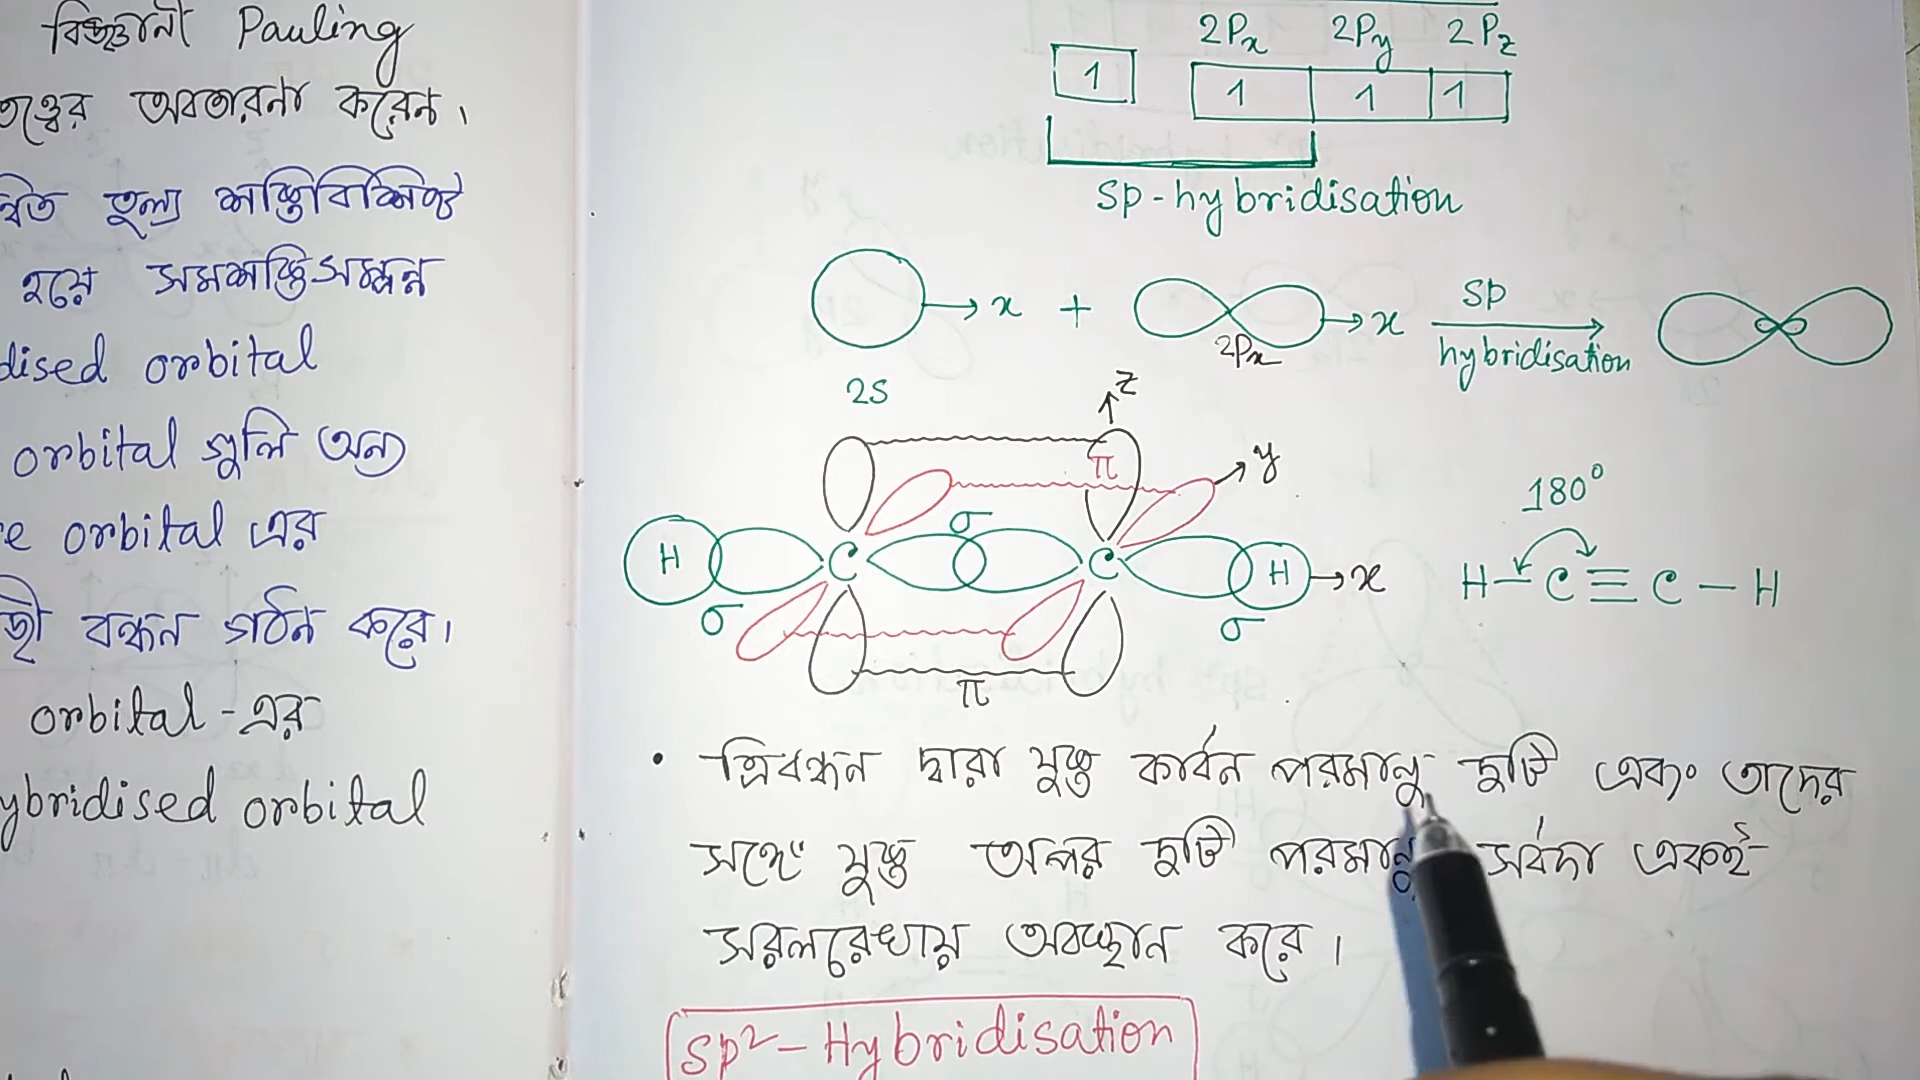 বিজ্ঞানী Pauling
তত্ত্বের অবতারনা করেন।
তুল্য শক্তিবিশিষ্ট
হয়ে সমশক্তিসম্পন্ন
dised orbital
orbital গুলি অন্য
e orbital এর
বন্ধন গঠন করে।
orbital-এর
ybridised orbital
2Px 2Py 2Pz
1 1 1 1
sp-hybridisation
x + x sp hybridisation
2S 2Px
z
π y
σ 180°
H C C H x H-C≡C-H
σ σ
π
• ত্রিবন্ধন দ্বারা যুক্ত কার্বন পরমানু দুটি এবং তাদের
সঙ্গে যুক্ত অপর দুটি পরমানু সর্বদা একই
সরলরেখায় অবস্থান করে।
sp²-Hybridisation